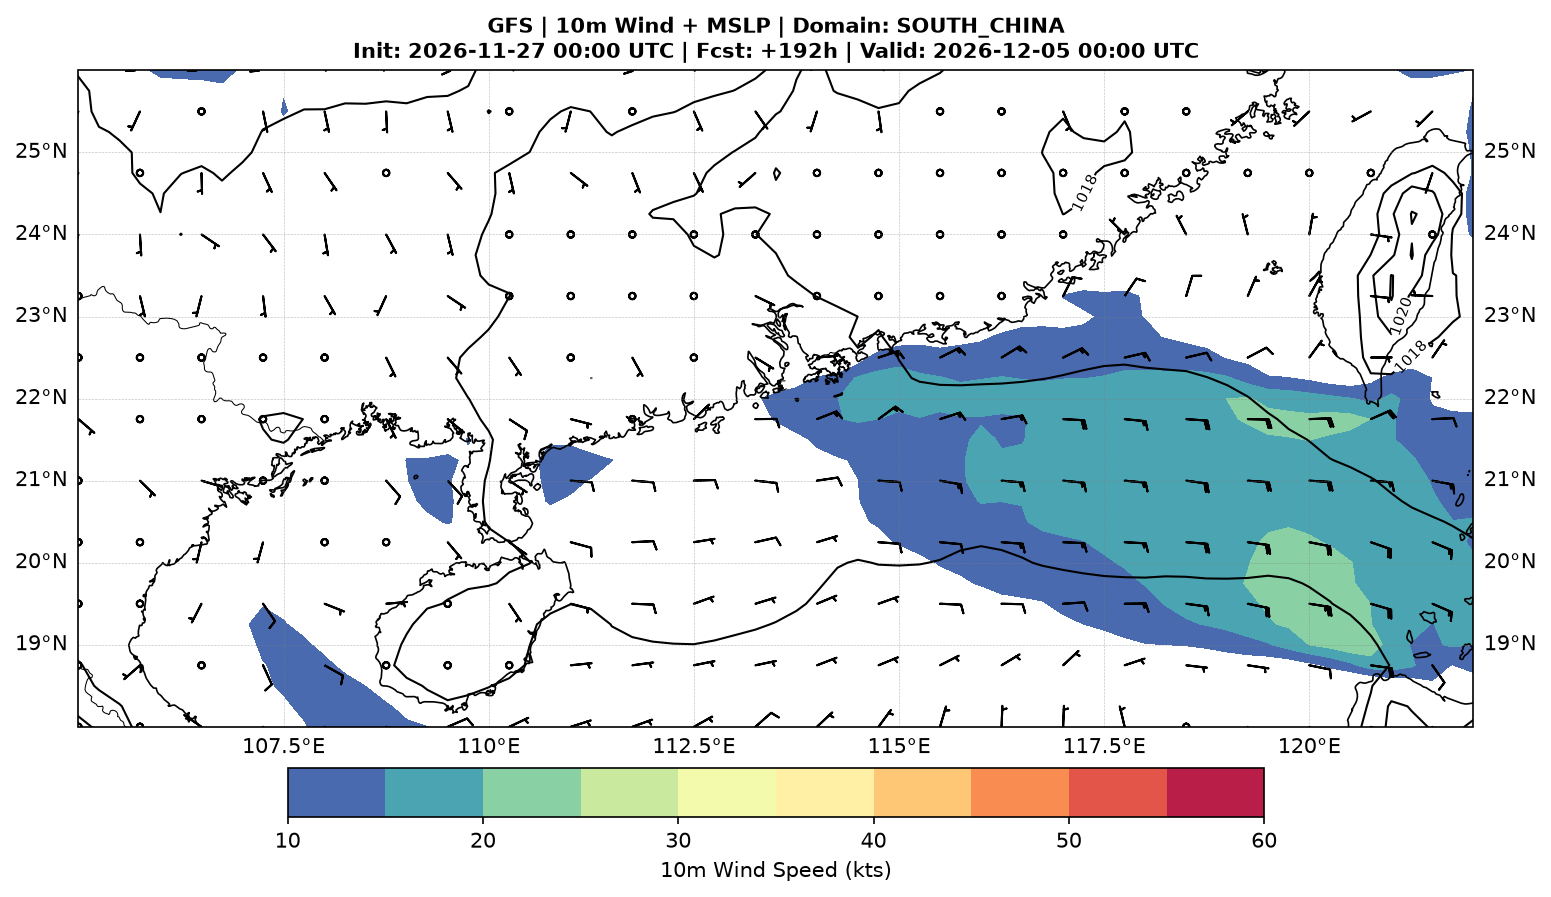 GFS | 10m Wind + MSLP | Domain: SOUTH_CHINA
Init: 2026-11-27 00:00 UTC | Fcst: +192h | Valid: 2026-12-05 00:00 UTC
25°N 25°N
1018
24°N 24°N
23°N 1020 23°N
1018
22°N 22°N
21°N 21°N
20°N 20°N
19°N 19°N
107.5°E 110°E 112.5°E 115°E 117.5°E 120°E
10 20 30 40 50 60
10m Wind Speed (kts)